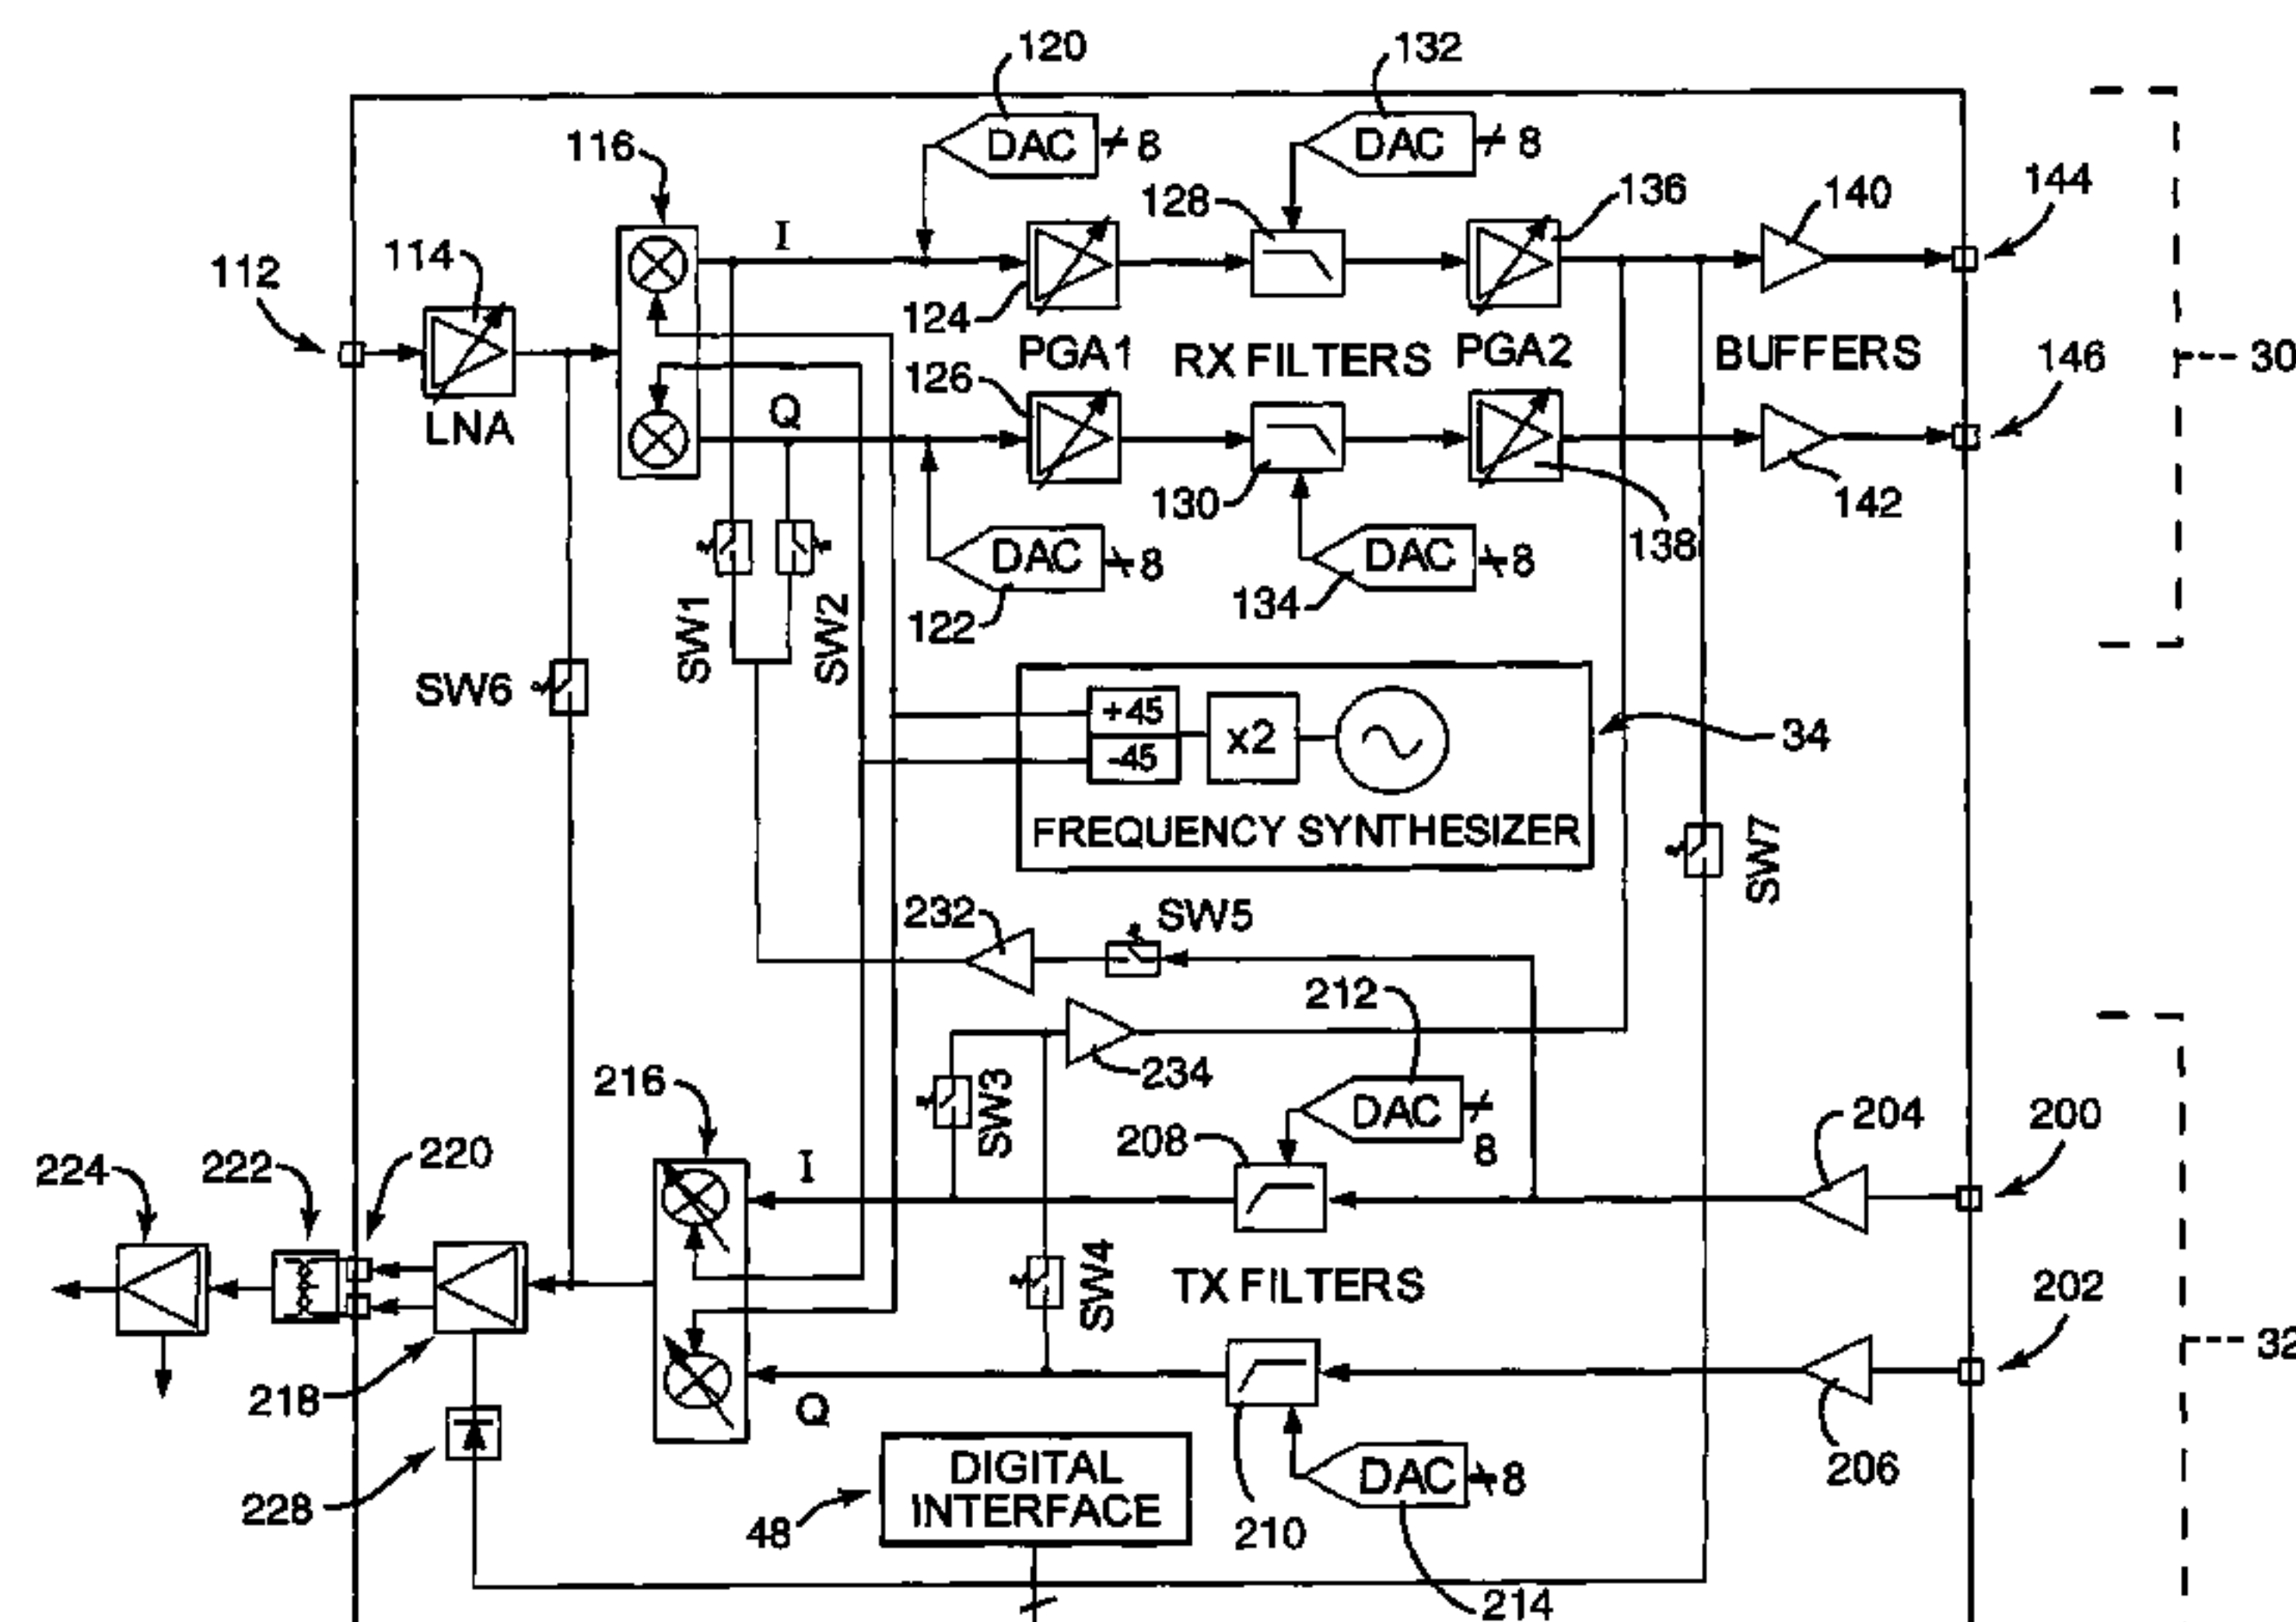 120
132
116
DAC
8
DAC
8
144
128
136
140
I
114
112
124
PGA1
RX FILTERS
PGA2
BUFFERS
146
30
126
LNA
Q
130
142
138
DAC
8
DAC
8
122
134
SW1
SW2
SW6
+45
-45
x2
34
FREQUENCY SYNTHESIZER
SW7
232
SW5
212
234
216
SW3
DAC
8
208
204
200
224
222
220
I
SW4
TX FILTERS
202
32
218
Q
228
DIGITAL
INTERFACE
48
210
DAC
8
206
214